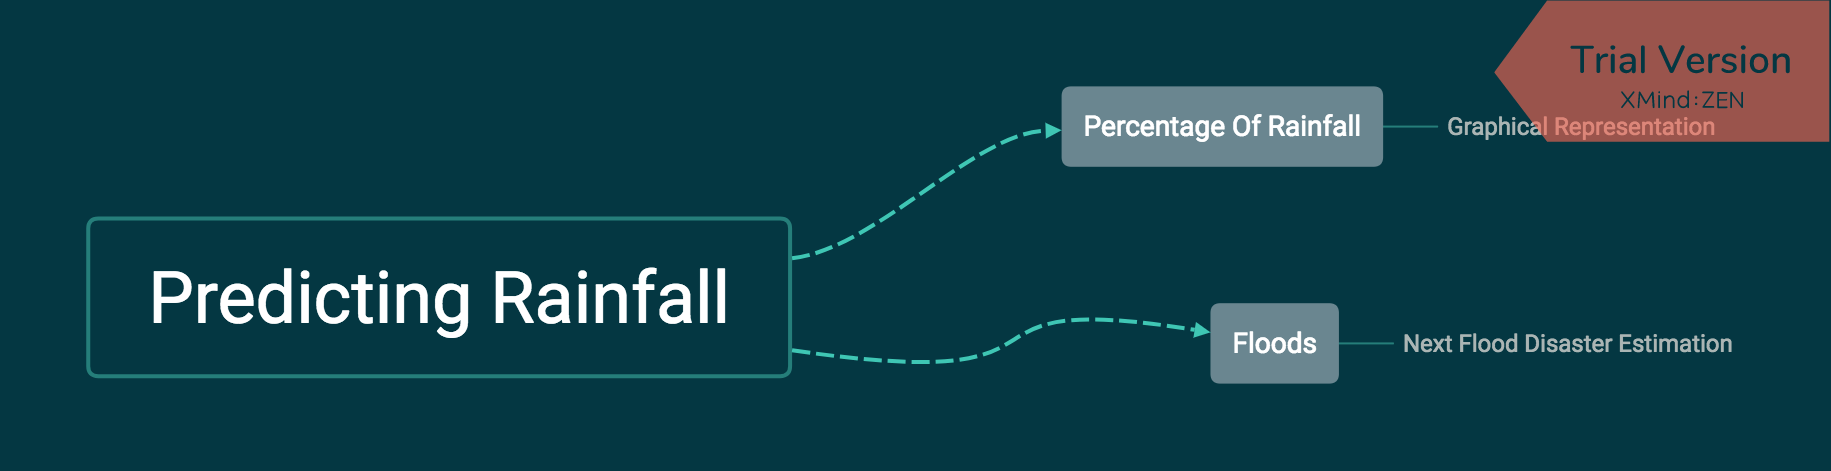 Trial Version
XMind:ZEN
Percentage Of Rainfall
Graphical Representation
Predicting Rainfall
Floods
Next Flood Disaster Estimation